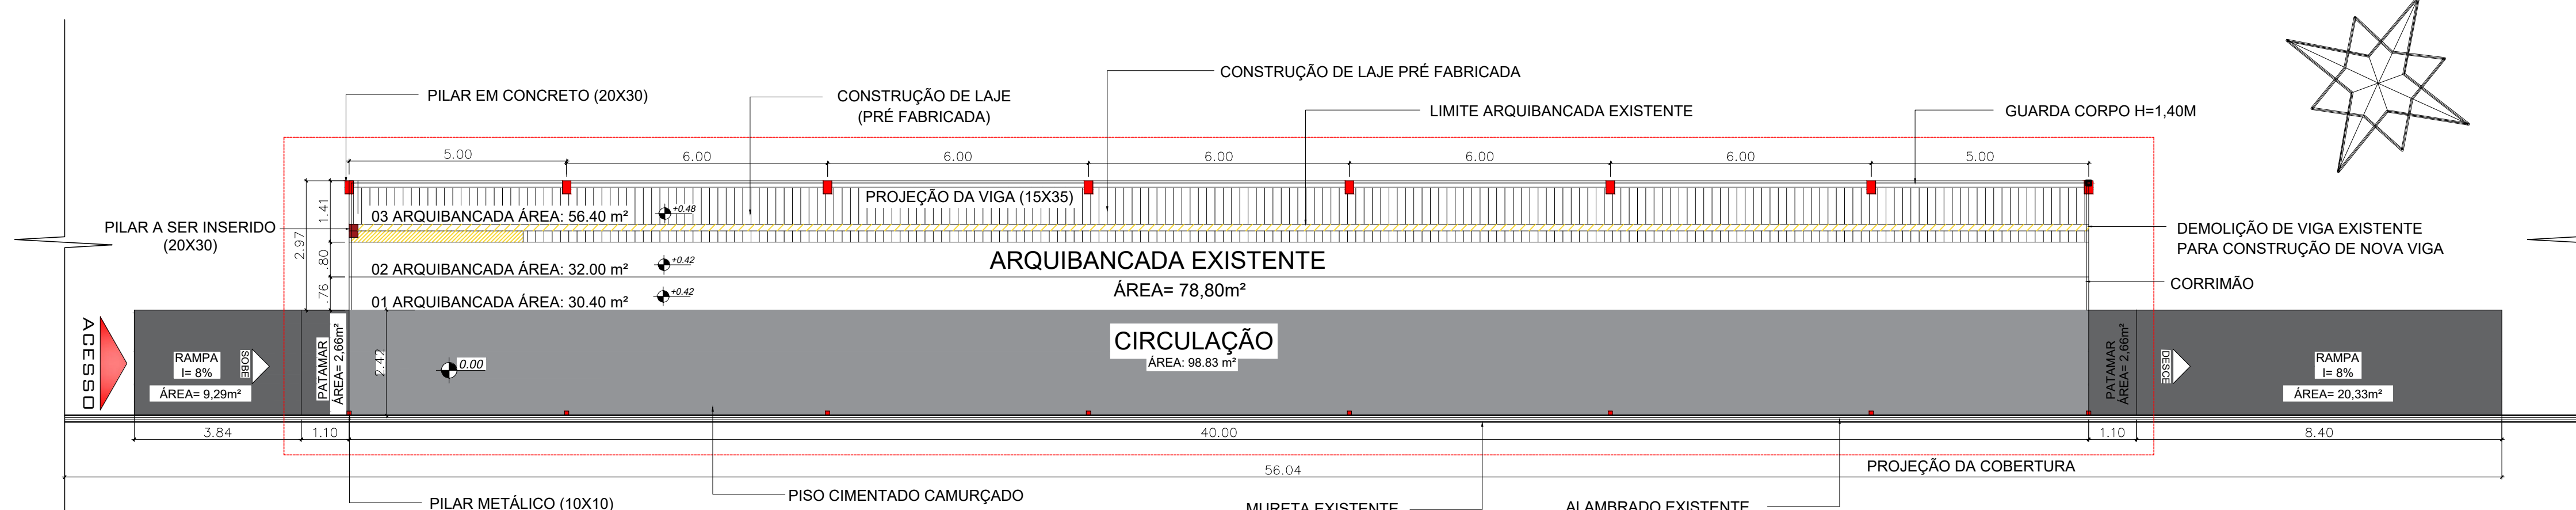 CONSTRUÇÃO DE LAJE PRÉ FABRICADA
PILAR EM CONCRETO (20X30)
CONSTRUÇÃO DE LAJE
(PRÉ FABRICADA)
LIMITE ARQUIBANCADA EXISTENTE
GUARDA CORPO H=1,40M
5.00
6.00
6.00
6.00
6.00
6.00
5.00
PROJEÇÃO DA VIGA (15X35)
1.41
2.97
.80
.76
03 ARQUIBANCADA ÁREA: 56.40 m²
+0.48
PILAR A SER INSERIDO
(20X30)
DEMOLIÇÃO DE VIGA EXISTENTE
PARA CONSTRUÇÃO DE NOVA VIGA
02 ARQUIBANCADA ÁREA: 32.00 m²
+0.42
ARQUIBANCADA EXISTENTE
ÁREA= 78,80m²
CORRIMÃO
01 ARQUIBANCADA ÁREA: 30.40 m²
+0.42
ACESSO
RAMPA
I= 8%
ÁREA= 9,29m²
SOBE
PATAMAR
ÁREA= 2,66m²
2.42
0.00
CIRCULAÇÃO
ÁREA: 98.83 m²
PATAMAR
ÁREA= 2,66m²
DESCE
RAMPA
I= 8%
ÁREA= 20,33m²
3.84
1.10
40.00
1.10
8.40
56.04
PROJEÇÃO DA COBERTURA
PILAR METÁLICO (10X10)
PISO CIMENTADO CAMURÇADO
MURETA EXISTENTE
ALAMBRADO EXISTENTE